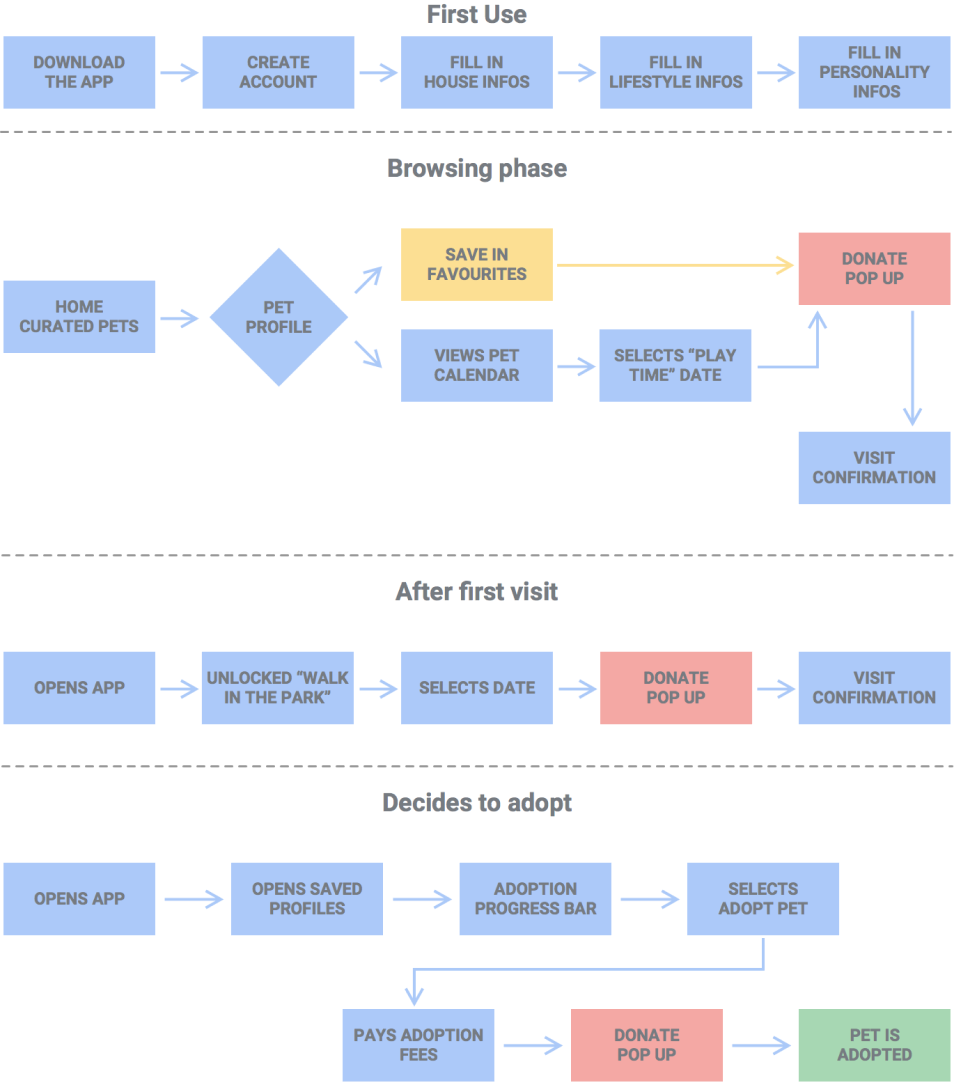 First Use
DOWNLOAD
THE APP
CREATE
ACCOUNT
FILL IN
HOUSE INFOS
FILL IN
LIFESTYLE INFOS
FILL IN
PERSONALITY
INFOS
Browsing phase
HOME
CURATED PETS
PET
PROFILE
SAVE IN
FAVOURITES
DONATE
POP UP
VIEWS PET
CALENDAR
SELECTS “PLAY
TIME” DATE
VISIT
CONFIRMATION
After first visit
OPENS APP
UNLOCKED “WALK
IN THE PARK”
SELECTS DATE
DONATE
POP UP
VISIT
CONFIRMATION
Decides to adopt
OPENS APP
OPENS SAVED
PROFILES
ADOPTION
PROGRESS BAR
SELECTS
ADOPT PET
PAYS ADOPTION
FEES
DONATE
POP UP
PET IS
ADOPTED